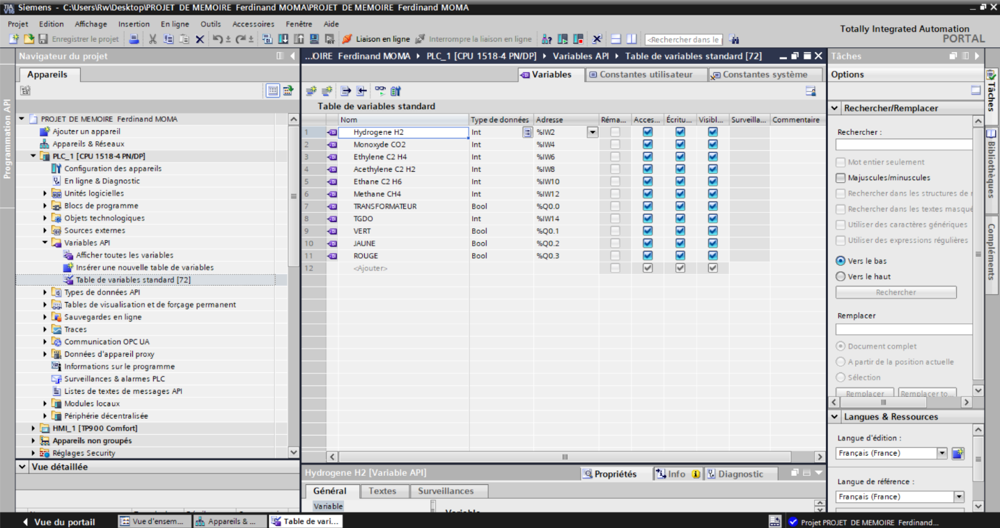 Siemens - C:\Users\Rw\Desktop\PROJET DE MEMOIRE Ferdinand MOMA\PROJET DE MEMOIRE Ferdinand MOMA
Projet Edition Affichage Insertion En ligne Outils Accessoires Fenêtre Aide
Totally Integrated Automation
PORTAL
Enregistrer le projet Liaison en ligne Interrompre la liaison en ligne <Rechercher dans le
Navigateur du projet
Appareils
Programmation API
PROJET DE MEMOIRE Ferdinand MOMA
Ajouter un appareil
Appareils & Réseaux
PLC_1 [CPU 1518-4 PN/DP]
Configuration des appareils
En ligne & Diagnostic
Unités logicielles
Blocs de programme
Objets technologiques
Sources externes
Variables API
Afficher toutes les variables
Insérer une nouvelle table de variables
Table de variables standard [72]
Types de données API
Tables de visualisation et de forçage permanent
Sauvegardes en ligne
Traces
Communication OPC UA
Données d'appareil proxy
Informations sur le programme
Surveillances & alarmes PLC
Listes de textes de messages API
Modules locaux
Périphérie décentralisée
HMI_1 [TP900 Comfort]
Appareils non groupés
Réglages Security
Vue détaillée
...OIRE Ferdinand MOMA ▸ PLC_1 [CPU 1518-4 PN/DP] ▸ Variables API ▸ Table de variables standard [72]
Variables Constantes utilisateur Constantes système
Table de variables standard
Nom Type de données Adresse Réma... Acces... Écritu... Visibl... Surveilla... Commentaire
1 Hydrogene H2 Int %IW2
2 Monoxyde CO2 Int %IW4
3 Ethylene C2 H4 Int %IW6
4 Acethylene C2 H2 Int %IW8
5 Ethane C2 H6 Int %IW10
6 Methane CH4 Int %IW12
7 TRANSFORMATEUR Bool %Q0.0
8 TGDO Int %IW14
9 VERT Bool %Q0.1
10 JAUNE Bool %Q0.2
11 ROUGE Bool %Q0.3
12 <Ajouter>
Hydrogene H2 [Variable API]
Propriétés Info Diagnostic
Général Textes Surveillances
Variable
Variable
Tâches
Options
Rechercher/Remplacer
Rechercher :
Mot entier seulement
Majuscules/minuscules
Rechercher dans les structures de
Rechercher dans les textes masqué
Utiliser des caractères génériques
Utiliser des expressions régulières
Vers le bas
Vers le haut
Rechercher
Remplacer
Document complet
A partir de la position actuelle
Sélection
Remplacer Remplacer to...
Langues & Ressources
Langue d'édition :
Français (France)
Langue de référence :
Français (France)
Tâches
Bibliothèques
Compléments
Vue du portail Vue d'ensem... Appareils & ... Table de vari... Projet PROJET DE MEMOIRE Ferdinand...